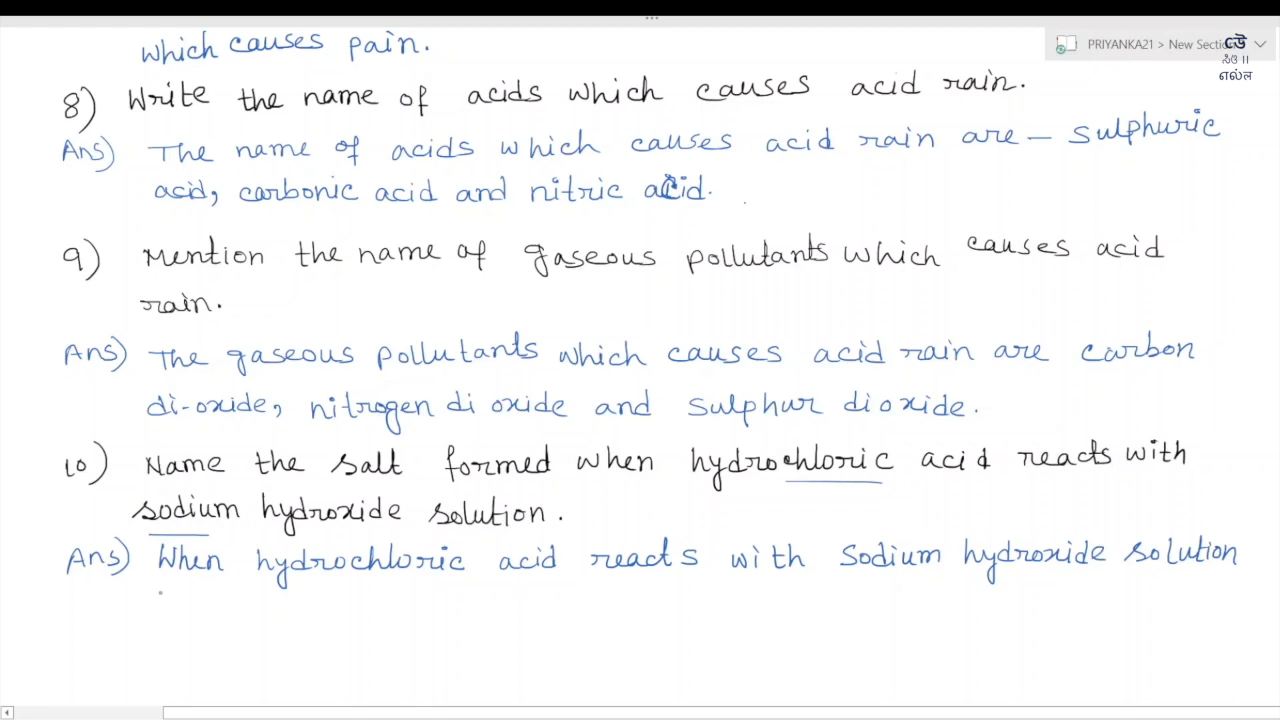 which causes pain.
PRIYANKA21 > New Section
8) Write the name of acids which causes acid rain.
Ans) The name of acids which causes acid rain are – sulphuric
acid, carbonic acid and nitric acid.
9) Mention the name of gaseous pollutants which causes acid
rain.
Ans) The gaseous pollutants which causes acid rain are carbon
di-oxide, nitrogen di oxide and sulphur dioxide.
10) Name the salt formed when hydrochloric acid reacts with
sodium hydroxide solution.
Ans) When hydrochloric acid reacts with sodium hydroxide solution